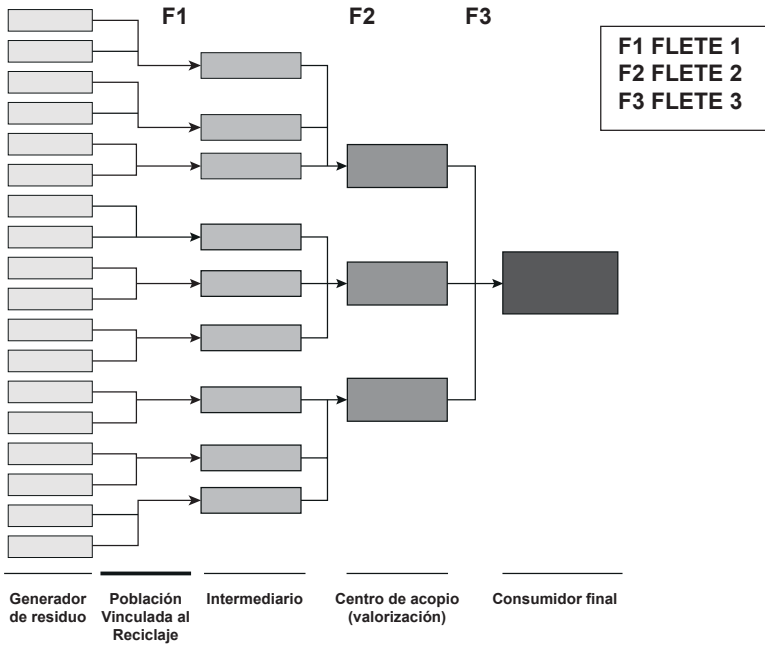 F1 F2 F3
F1 FLETE 1
F2 FLETE 2
F3 FLETE 3
Generador
de residuo
Población
Vinculada al
Reciclaje
Intermediario
Centro de acopio
(valorización)
Consumidor final